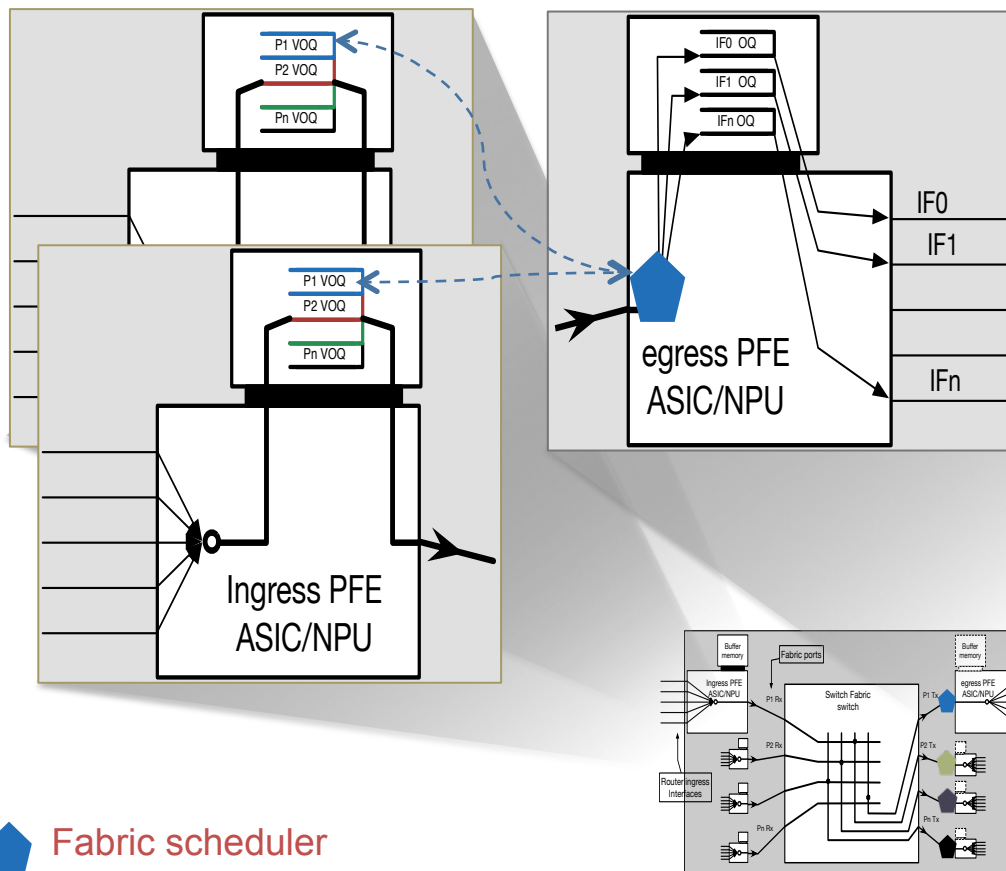 P1 VOQ
P2 VOQ
Pn VOQ
IF0 OQ
IF1 OQ
IFn OQ
IF0
IF1
IFn
egress PFE
ASIC/NPU
P1 VOQ
P2 VOQ
Pn VOQ
Ingress PFE
ASIC/NPU
Buffer
memory
Fabric ports
Buffer
memory
Ingress PFE
ASIC/NPU
P1 Rx
Switch Fabric
switch
P1 Tx
egress PFE
ASIC/NPU
P2 Rx
P2 Tx
Router ingress
Interfaces
Pn Rx
Pn Tx
Fabric scheduler